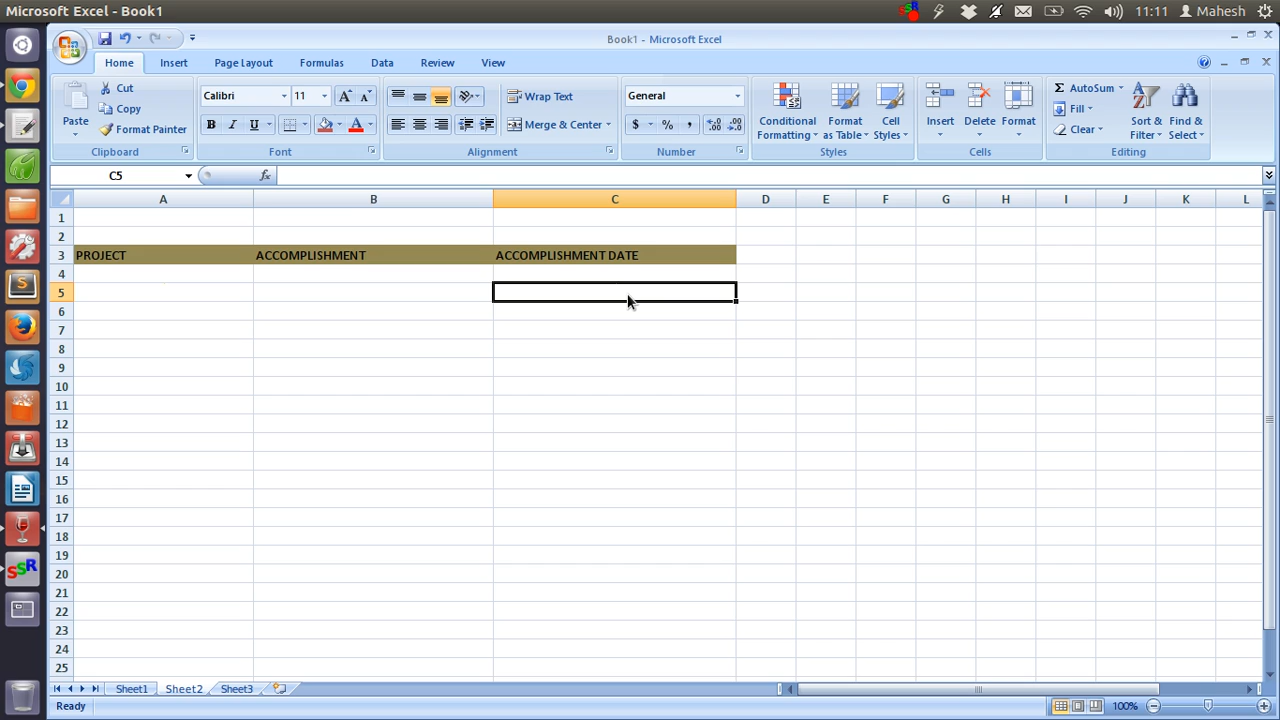 Microsoft Excel - Book1
11:11 Mahesh
Book1 - Microsoft Excel
Home Insert Page Layout Formulas Data Review View
Paste
Cut
Copy
Format Painter
Clipboard
Calibri 11
B I U
Font
Wrap Text
Merge & Center
Alignment
General
$ % ,
Number
Conditional Formatting
Format as Table
Cell Styles
Styles
Insert Delete Format
Cells
Σ AutoSum
Fill
Clear
Sort & Filter
Find & Select
Editing
C5 fx
A B C D E F G H I J K L
1
2
3 PROJECT ACCOMPLISHMENT ACCOMPLISHMENT DATE
4
5
6
7
8
9
10
11
12
13
14
15
16
17
18
19
20
21
22
23
24
25
Sheet1 Sheet2 Sheet3
Ready 100%
SSR
SSR